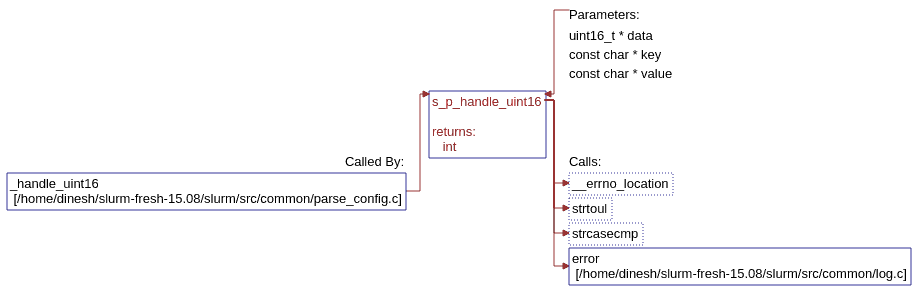 Parameters:
uint16_t * data
const char * key
const char * value
s_p_handle_uint16
returns:
int
Called By:
_handle_uint16
[/home/dinesh/slurm-fresh-15.08/slurm/src/common/parse_config.c]
Calls:
__errno_location
strtoul
strcasecmp
error
[/home/dinesh/slurm-fresh-15.08/slurm/src/common/log.c]